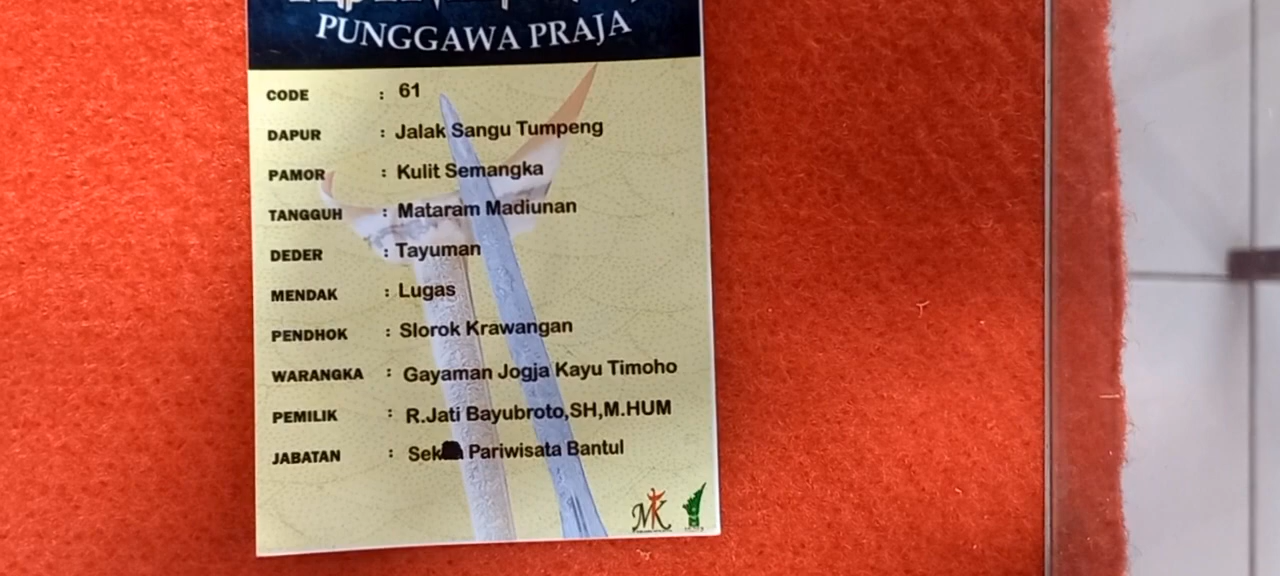 PUNGGAWA PRAJA
CODE : 61
DAPUR : Jalak Sangu Tumpeng
PAMOR : Kulit Semangka
TANGGUH : Mataram Madiunan
DEDER : Tayuman
MENDAK : Lugas
PENDHOK : Slorok Krawangan
WARANGKA : Gayaman Jogja Kayu Timoho
PEMILIK : R.Jati Bayubroto,SH,M.HUM
JABATAN : Pariwisata Bantul
MK